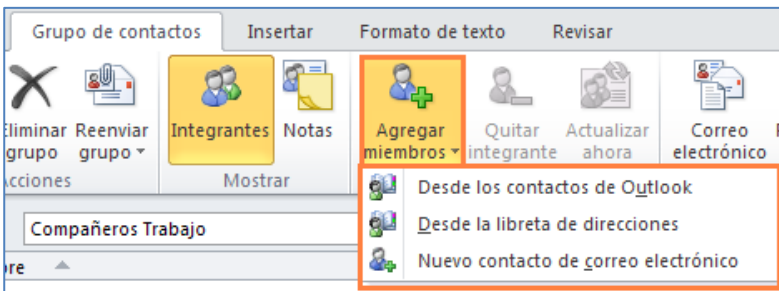 Grupo de contactos Insertar Formato de texto Revisar
Eliminar Reenviar Integrantes Notas Agregar Quitar Actualizar Correo
grupo grupo miembros integrante ahora electrónico
Acciones Mostrar
Desde los contactos de Outlook
Compañeros Trabajo
Desde la libreta de direcciones
Nuevo contacto de correo electrónico